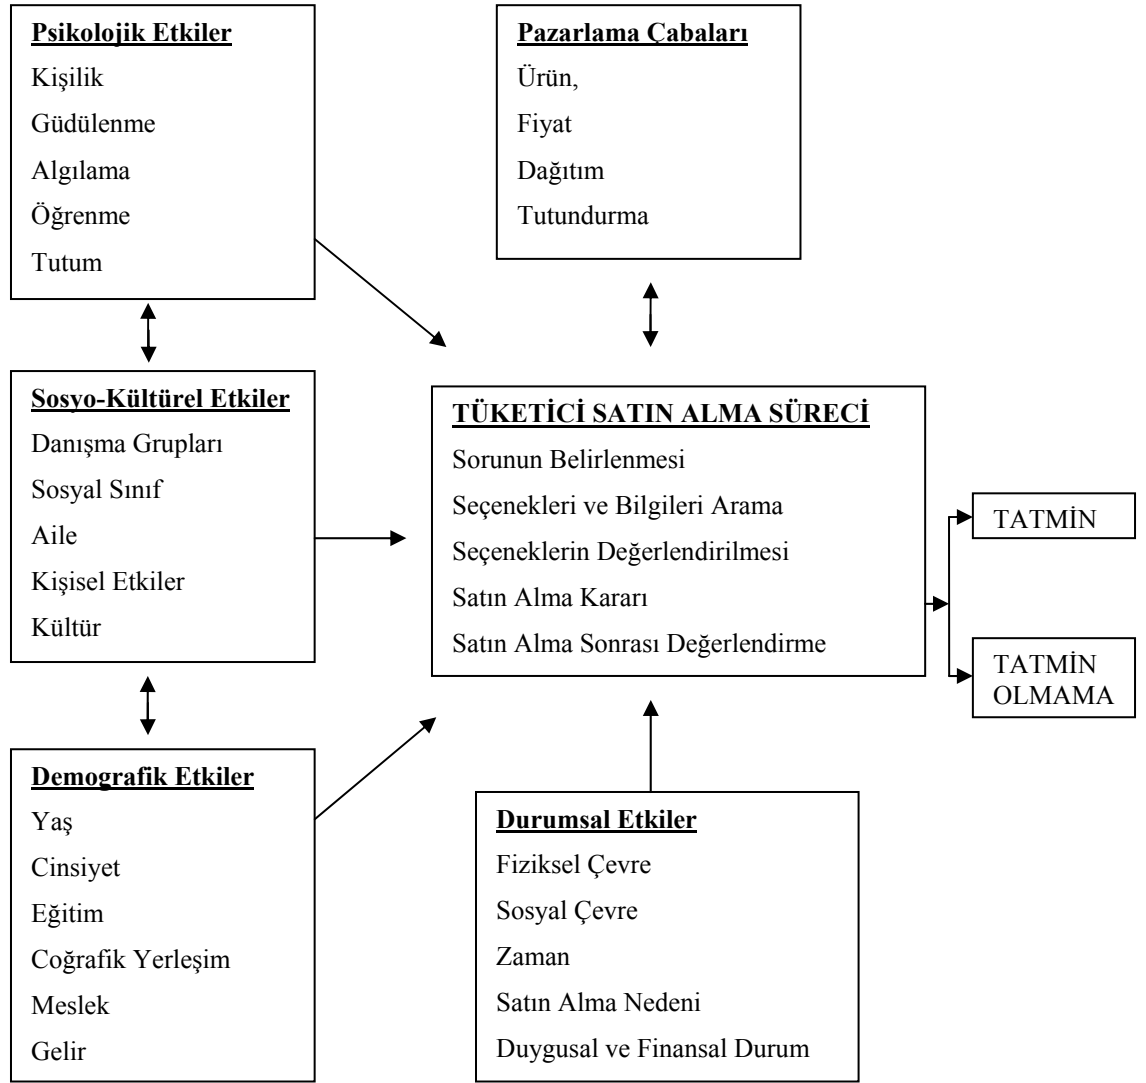 Psikolojik Etkiler
Kişilik
Güdülenme
Algılama
Öğrenme
Tutum
Pazarlama Çabaları
Ürün,
Fiyat
Dağıtım
Tutundurma
Sosyo-Kültürel Etkiler
Danışma Grupları
Sosyal Sınıf
Aile
Kişisel Etkiler
Kültür
TÜKETİCİ SATIN ALMA SÜRECİ
Sorunun Belirlenmesi
Seçenekleri ve Bilgileri Arama
Seçeneklerin Değerlendirilmesi
Satın Alma Kararı
Satın Alma Sonrası Değerlendirme
TATMİN
TATMİN
OLMAMA
Demografik Etkiler
Yaş
Cinsiyet
Eğitim
Coğrafik Yerleşim
Meslek
Gelir
Durumsal Etkiler
Fiziksel Çevre
Sosyal Çevre
Zaman
Satın Alma Nedeni
Duygusal ve Finansal Durum